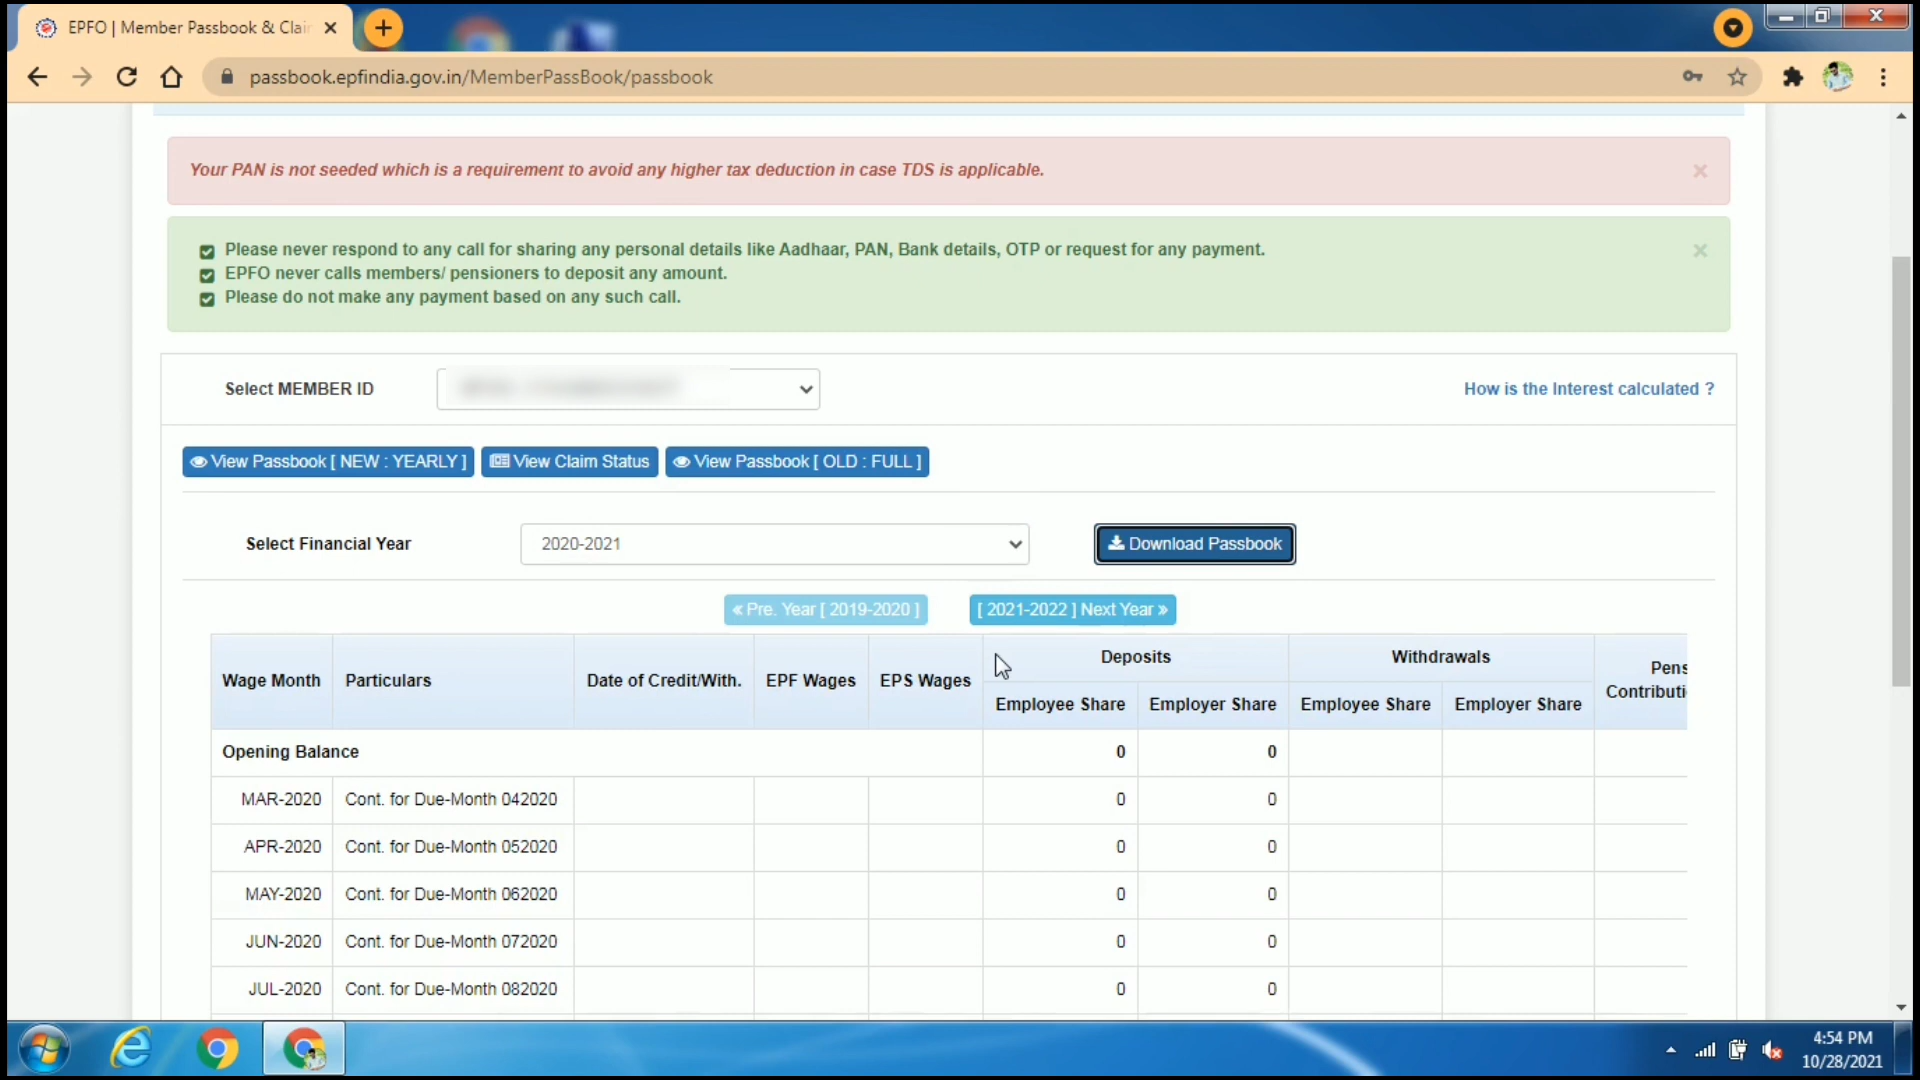 EPFO | Member Passbook & Clai
passbook.epfindia.gov.in/MemberPassBook/passbook
Your PAN is not seeded which is a requirement to avoid any higher tax deduction in case TDS is applicable.
Please never respond to any call for sharing any personal details like Aadhaar, PAN, Bank details, OTP or request for any payment.
EPFO never calls members/ pensioners to deposit any amount.
Please do not make any payment based on any such call.
Select MEMBER ID
How is the Interest calculated ?
View Passbook [ NEW : YEARLY ] View Claim Status View Passbook [ OLD : FULL ]
Select Financial Year 2020-2021 Download Passbook
« Pre. Year [ 2019-2020 ] [ 2021-2022 ] Next Year »
Wage Month Particulars Date of Credit/With. EPF Wages EPS Wages Deposits Withdrawals Pens
Contributi
Employee Share Employer Share Employee Share Employer Share
Opening Balance 0 0
MAR-2020 Cont. for Due-Month 042020 0 0
APR-2020 Cont. for Due-Month 052020 0 0
MAY-2020 Cont. for Due-Month 062020 0 0
JUN-2020 Cont. for Due-Month 072020 0 0
JUL-2020 Cont. for Due-Month 082020 0 0
4:54 PM
10/28/2021